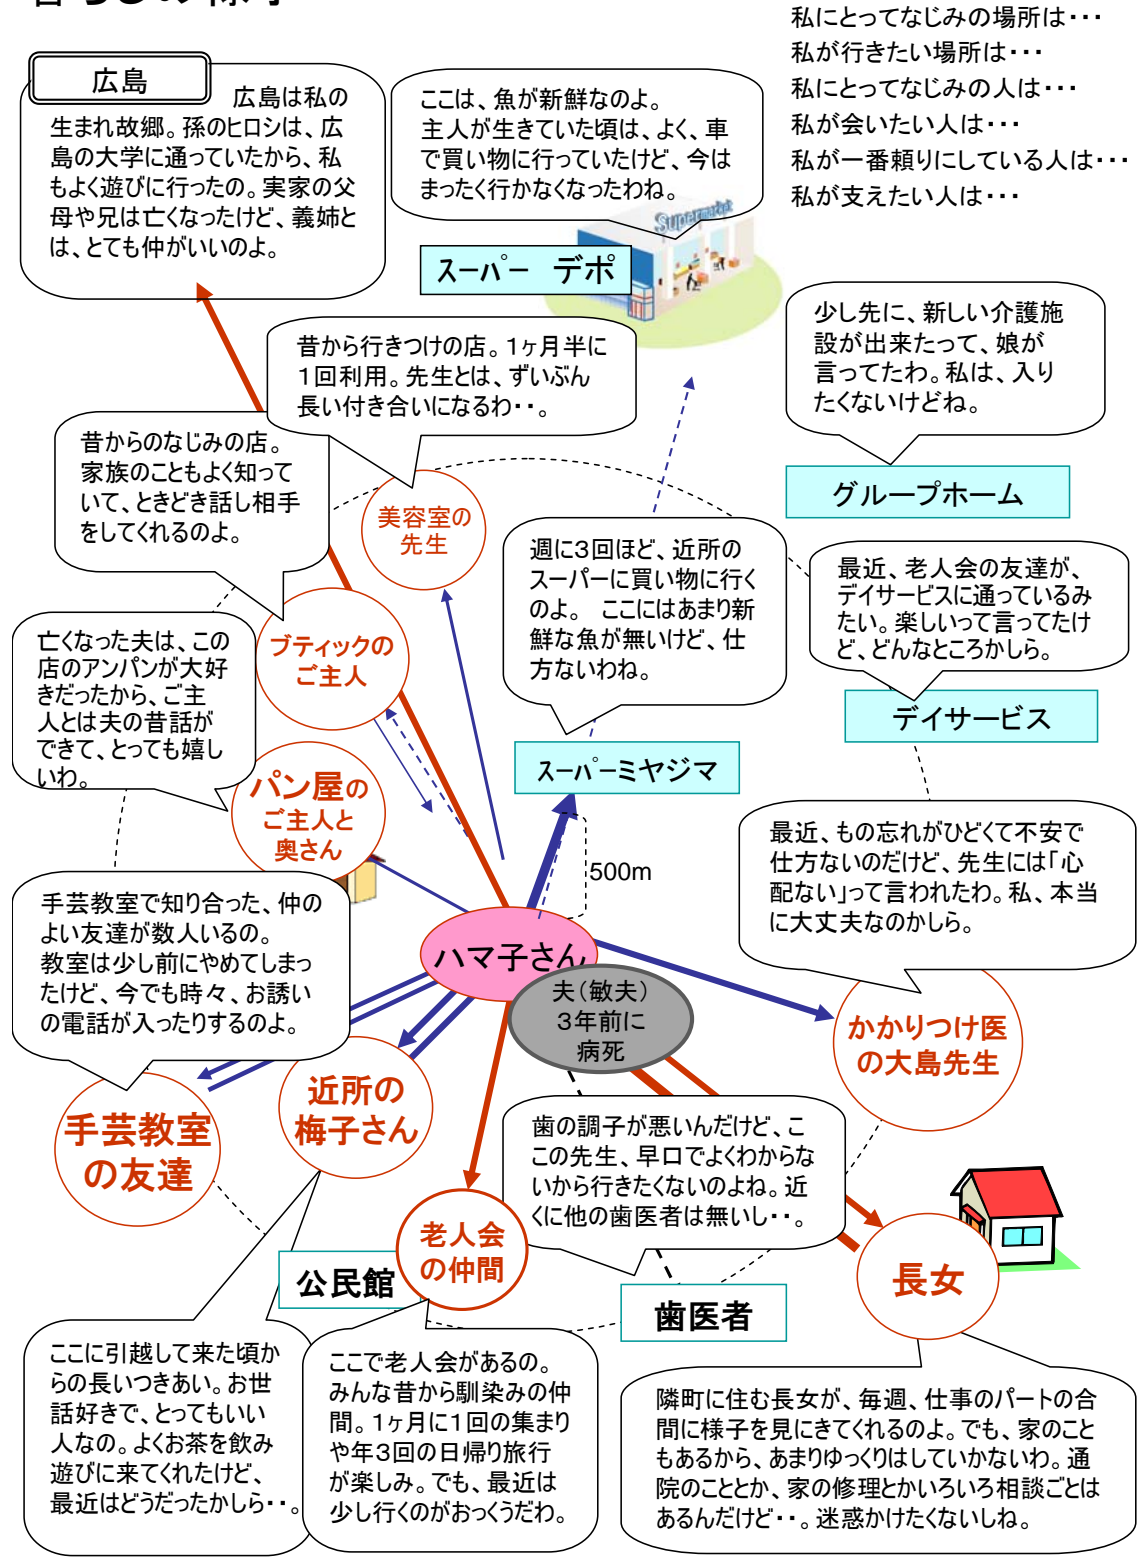 私にとってなじみの場所は・・・
私が行きたい場所は・・・
私にとってなじみの人は・・・
私が会いたい人は・・・
私が一番頼りにしている人は・・・
私が支えたい人は・・・
広島
広島は私の
生まれ故郷。孫のヒロシは、広
島の大学に通っていたから、私
もよく遊びに行ったの。実家の父
母や兄は亡くなったけど、義姉と
は、とても仲がいいのよ。
ここは、魚が新鮮なのよ。
主人が生きていた頃は、よく、車
で買い物に行っていたけど、今は
まったく行かなくなったわね。
Supermarkt
スーパー デポ
少し先に、新しい介護施
設が出来たって、娘が
言ってたわ。私は、入り
たくないけどね。
グループホーム
昔から行きつけの店。1ヶ月半に
1回利用。先生とは、ずいぶん
長い付き合いになるわ・・。
美容室の
先生
昔からのなじみの店。
家族のこともよく知って
いて、ときどき話し相手
をしてくれるのよ。
ブティックの
ご主人
週に3回ほど、近所の
スーパーに買い物に行く
のよ。 ここにはあまり新
鮮な魚が無いけど、仕
方ないわね。
スーパーミヤジマ
最近、老人会の友達が、
デイサービスに通っているみ
たい。楽しいって言ってたけ
ど、どんなところかしら。
デイサービス
亡くなった夫は、この
店のアンパンが大好
きだったから、ご主
人とは夫の昔話が
できて、とっても嬉し
いわ。
パン屋の
ご主人と
奥さん
500m
最近、もの忘れがひどくて不安で
仕方ないのだけど、先生には「心
配ない」って言われたわ。私、本当
に大丈夫なのかしら。
かかりつけ医
の大島先生
手芸教室で知り合った、仲の
よい友達が数人いるの。
教室は少し前にやめてしまっ
たけど、今でも時々、お誘い
の電話が入ったりするのよ。
手芸教室
の友達
ハマ子さん
夫(敏夫)
3年前に
病死
近所の
梅子さん
歯の調子が悪いんだけど、こ
この先生、早口でよくわからな
いから行きたくないのよね。近
くに他の歯医者は無いし・・。
歯医者
老人会
の仲間
公民館
長女
ここに引越して来た頃か
らの長いつきあい。お世
話好きで、とってもいい
人なの。よくお茶を飲み
遊びに来てくれたけど、
最近はどうだったかしら・・。
ここで老人会があるの。
みんな昔から馴染みの仲
間。1ヶ月に1回の集まり
や年3回の日帰り旅行
が楽しみ。でも、最近は
少し行くのがおっくうだわ。
隣町に住む長女が、毎週、仕事のパートの合
間に様子を見にきてくれるのよ。でも、家のこと
もあるから、あまりゆっくりはしていかないわ。通
院のこととか、家の修理とかいろいろ相談ごとは
あるんだけど・・。迷惑かけたくないしね。